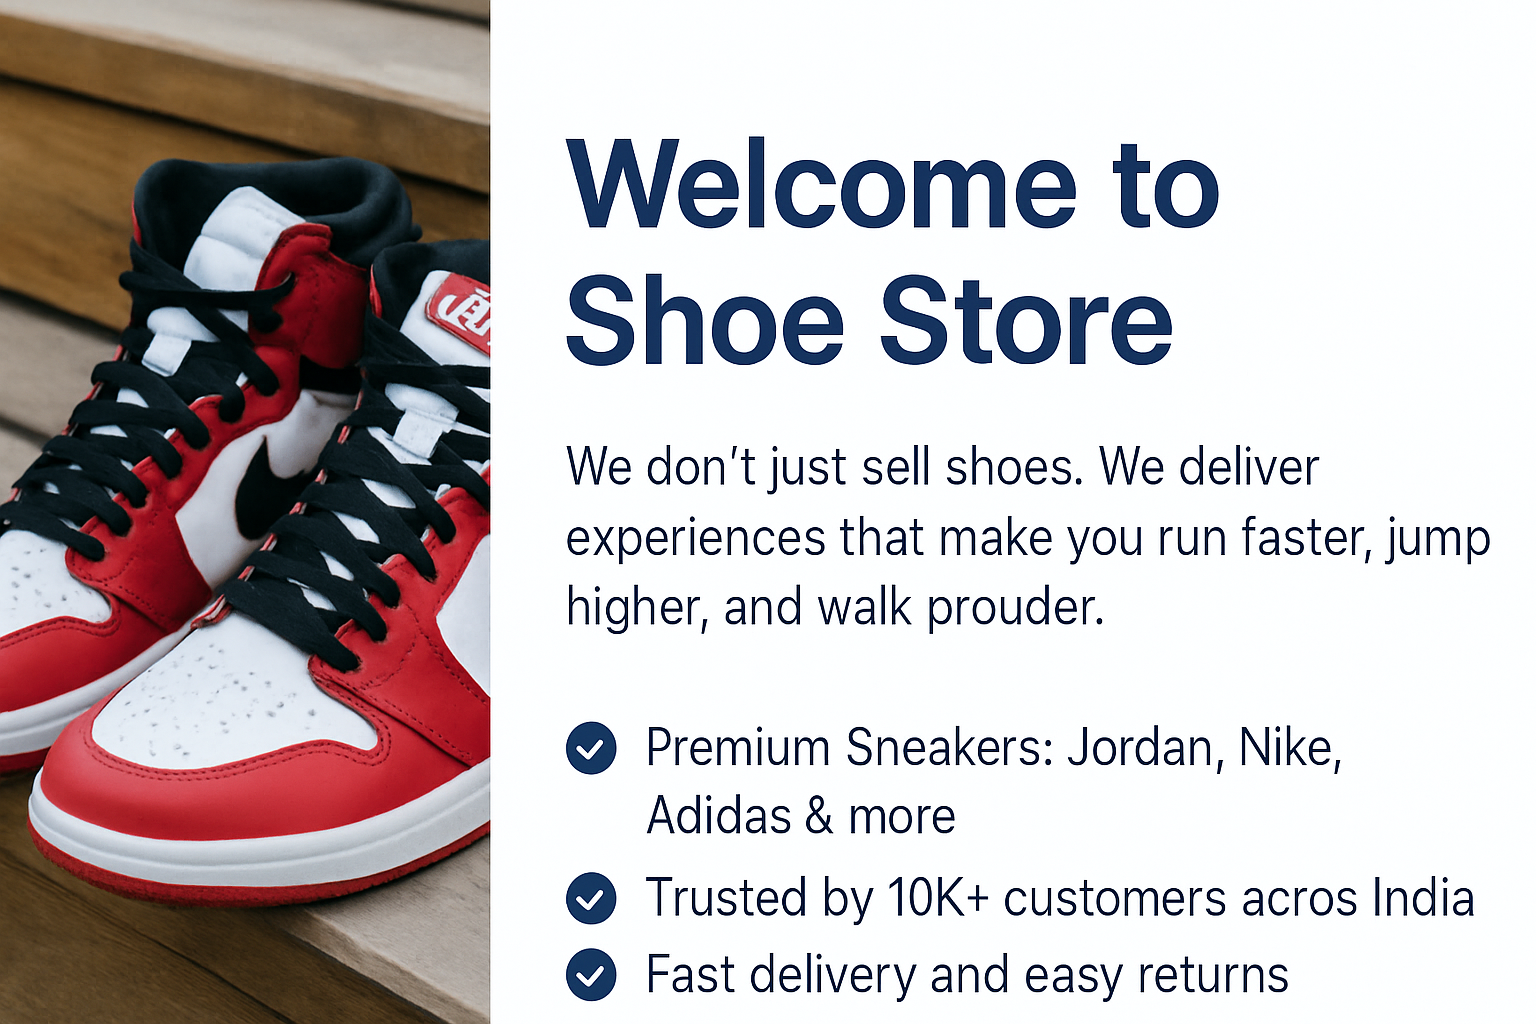 Welcome to
Shoe Store
We don’t just sell shoes. We deliver
experiences that make you run faster, jump
higher, and walk prouder.
Premium Sneakers: Jordan, Nike,
Adidas & more
Trusted by 10K+ customers acros India
Fast delivery and easy returns